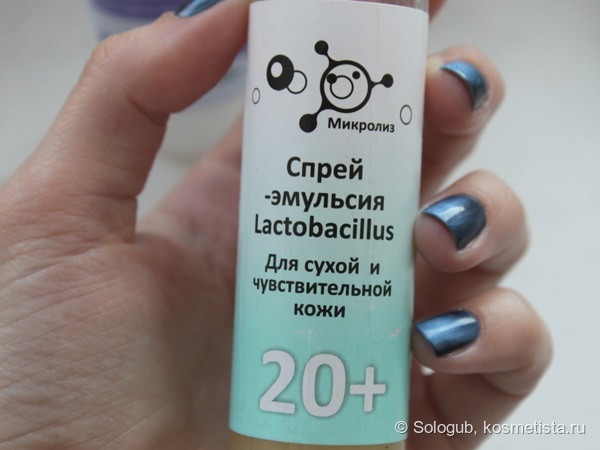 Микролиз
Спрей
-эмульсия
Lactobacillus
Для сухой и
чувствительной
кожи
20+
© Sologub, kosmetista.ru